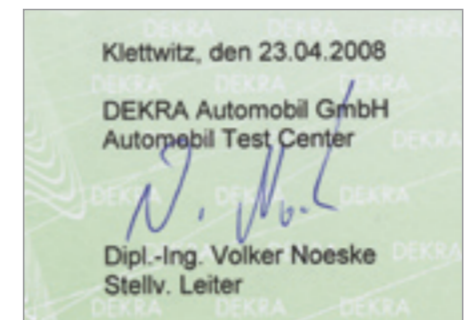 Klettwitz, den 23.04.2008
DEKRA Automobil GmbH
Automobil Test Center
Dipl.-Ing. Volker Noeske
Stellv. Leiter